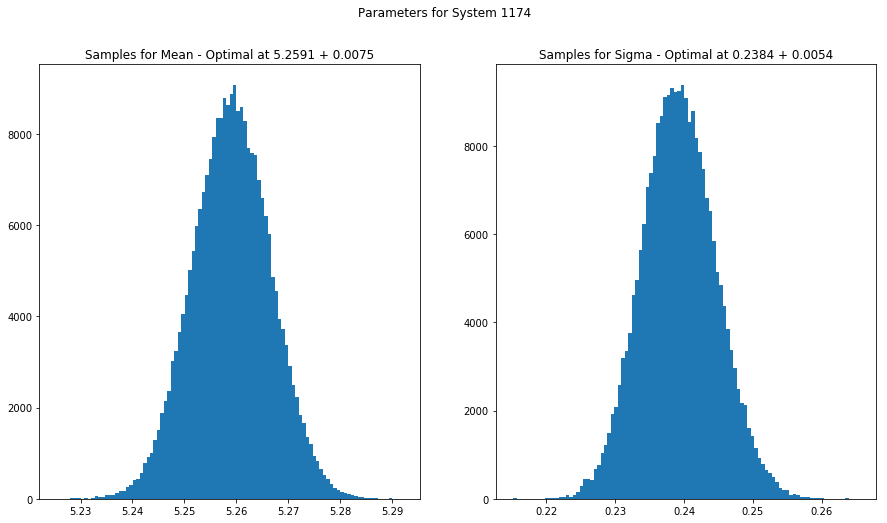 Parameters for System 1174
Samples for Mean - Optimal at 5.2591 + 0.0075
8000
6000
4000
2000
0
5.23 5.24 5.25 5.26 5.27 5.28 5.29
Samples for Sigma - Optimal at 0.2384 + 0.0054
8000
6000
4000
2000
0
0.22 0.23 0.24 0.25 0.26